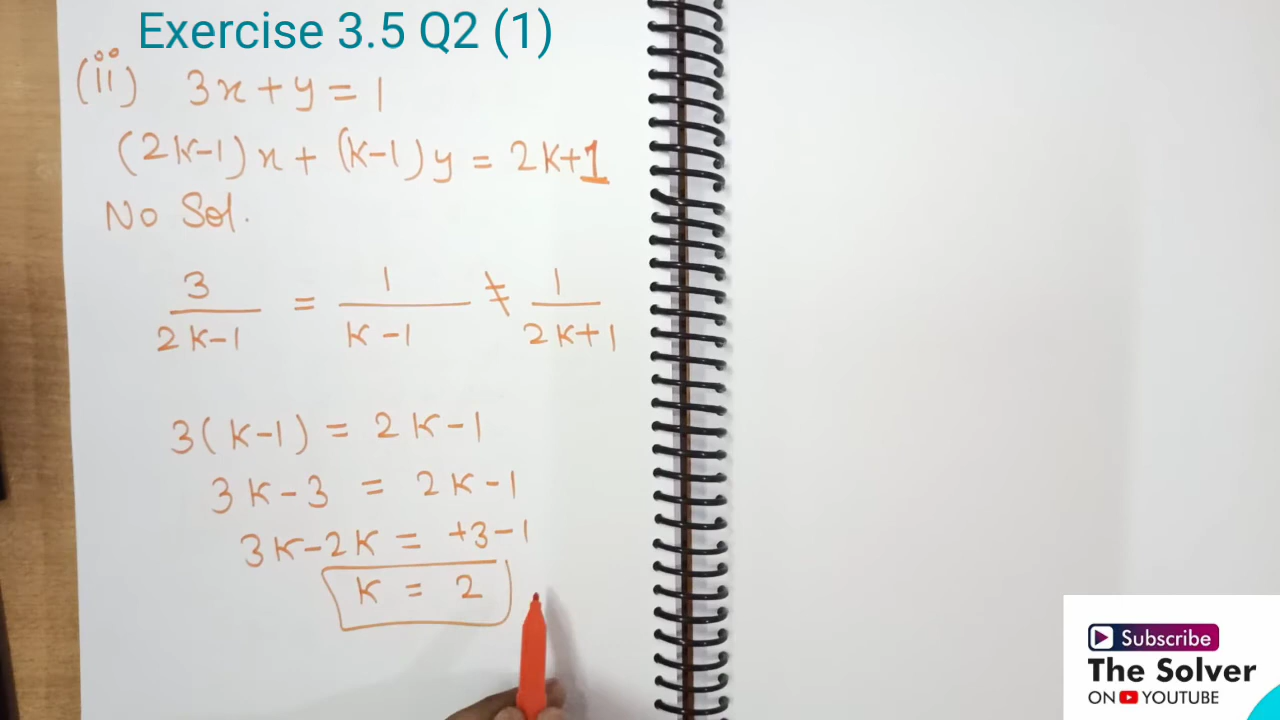 Exercise 3.5 Q2 (1)
(ii) 3x + y = 1
(2K-1)x + (K-1)y = 2K+1
No Sol.
3/(2K-1) = 1/(K-1) ≠ 1/(2K+1)
3(K-1) = 2K-1
3K-3 = 2K-1
3K-2K = +3-1
K = 2
Subscribe
The Solver
ON YOUTUBE